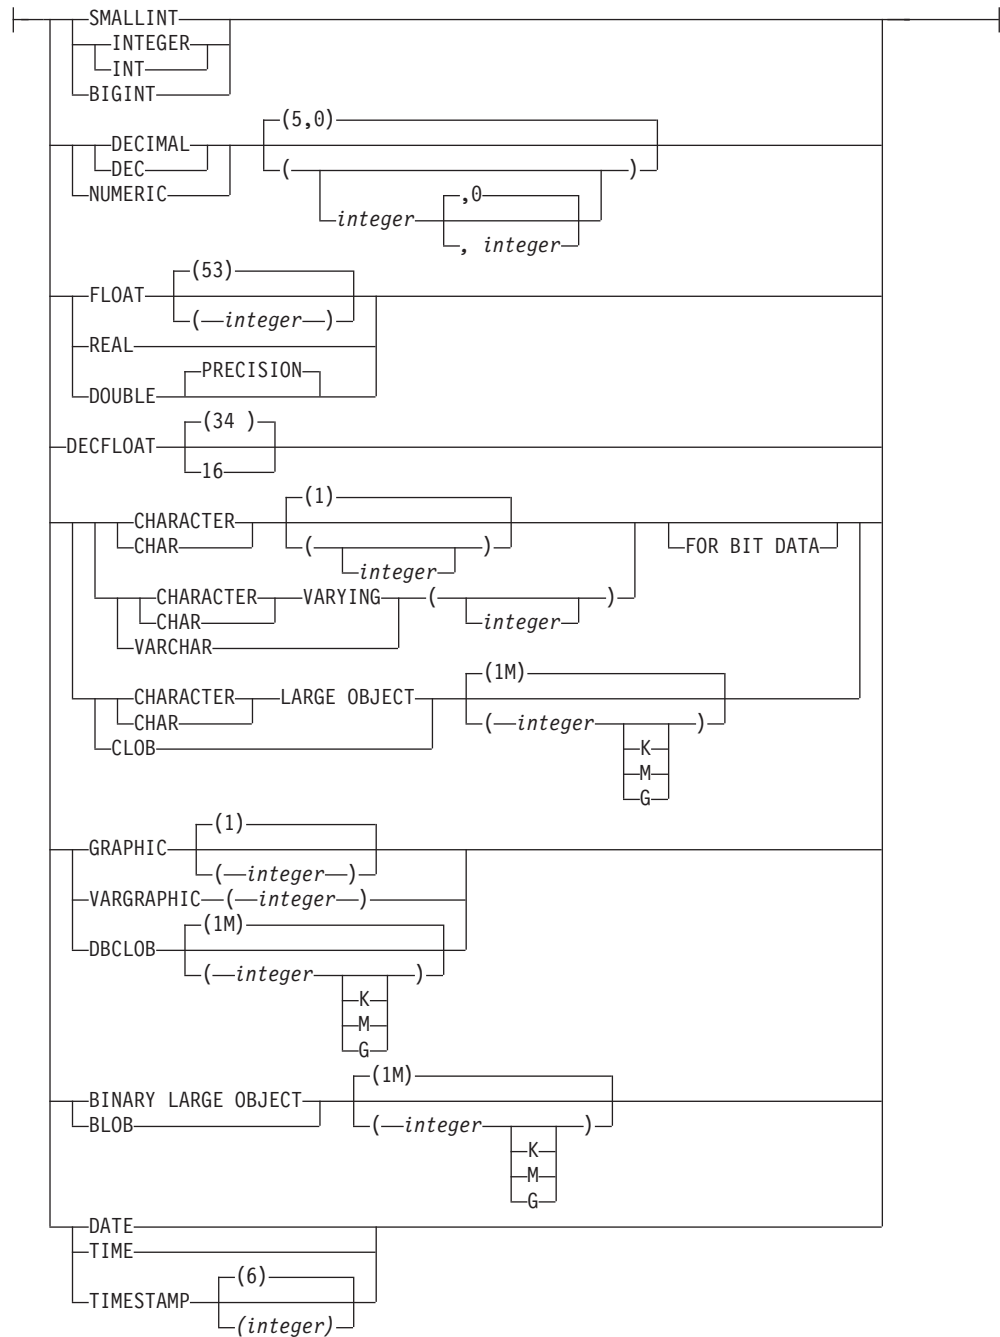 SMALLINT
INTEGER
INT
BIGINT
(5,0)
DECIMAL
DEC ( )
NUMERIC ,0
integer
, integer
(53)
FLOAT
( integer )
REAL
PRECISION
DOUBLE
(34 )
DECFLOAT
16
(1)
CHARACTER
CHAR ( ) FOR BIT DATA
integer
CHARACTER VARYING ( )
CHAR integer
VARCHAR
(1M)
CHARACTER LARGE OBJECT
CHAR ( integer )
CLOB K
M
G
(1)
GRAPHIC
( integer )
VARGRAPHIC ( integer )
(1M)
DBCLOB
( integer )
K
M
G
(1M)
BINARY LARGE OBJECT
BLOB ( integer )
K
M
G
DATE
TIME
(6)
TIMESTAMP
(integer)